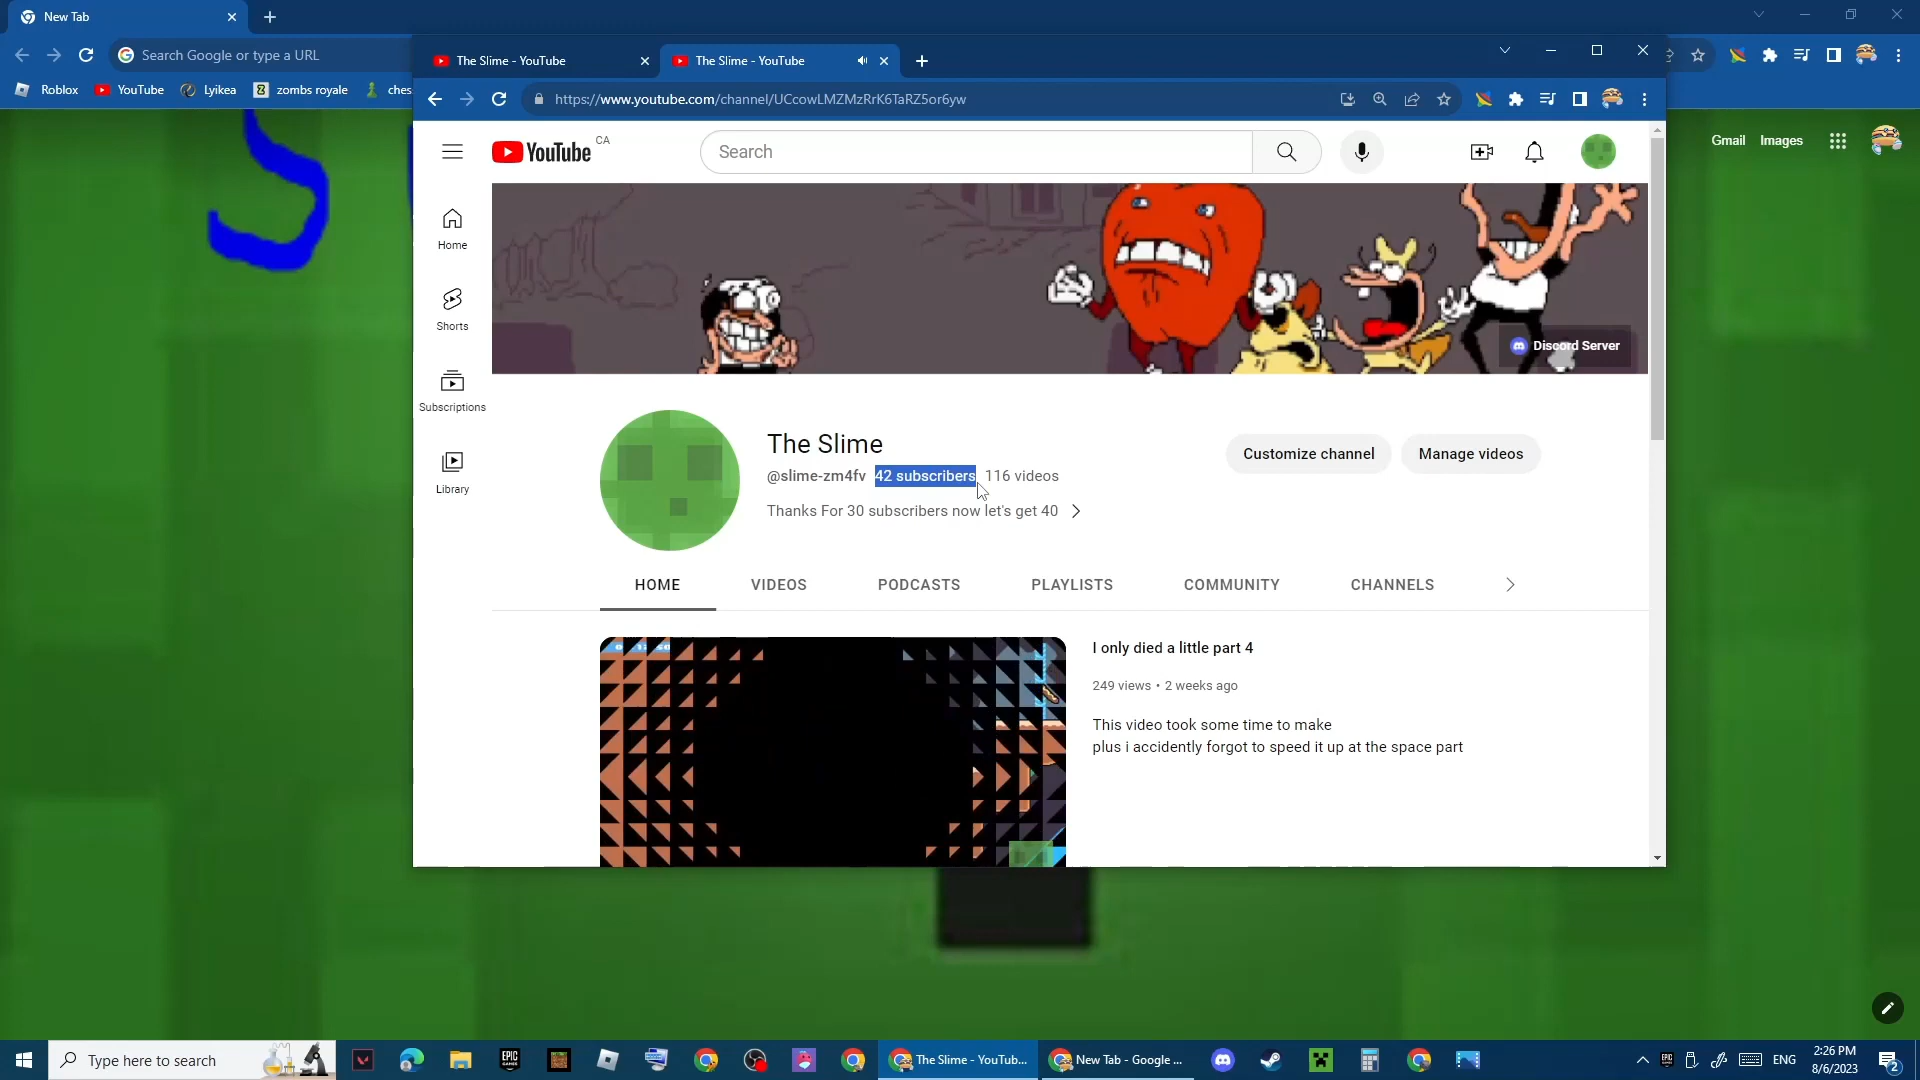 New Tab
Search Google or type a URL
Roblox
YouTube
Lyikea
zombs royale
ches
S
The Slime - YouTube
The Slime - YouTube
https://www.youtube.com/channel/UCcowLMZMzRrK6TaRZ5or6yw
Gmail
Images
YouTube
CA
Search
Home
Shorts
Subscriptions
Library
Discord Server
The Slime
@slime-zm4fv 42 subscribers 116 videos
Thanks For 30 subscribers now let's get 40
Customize channel
Manage videos
HOME
VIDEOS
PODCASTS
PLAYLISTS
COMMUNITY
CHANNELS
I only died a little part 4
249 views • 2 weeks ago
This video took some time to make
plus i accidently forgot to speed it up at the space part
Type here to search
EPIC
GAMES
The Slime - YouTub...
New Tab - Google ...
ENG
2:26 PM
8/6/2023
2